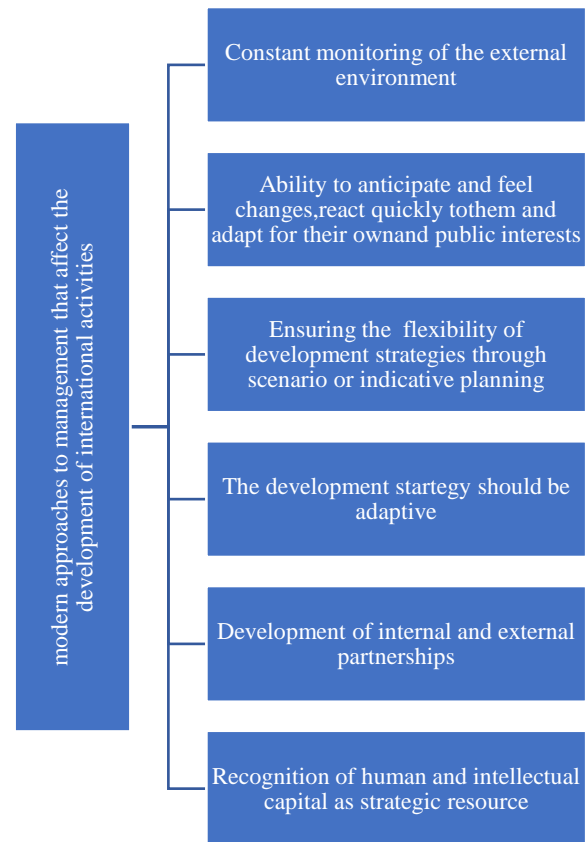 modern approaches to management that affect the
development of international activities
Constant monitoring of the external
environment
Ability to anticipate and feel
changes,react quickly tothem and
adapt for their ownand public interests
Ensuring the flexibility of
development strategies through
scenario or indicative planning
The development startegy should be
adaptive
Development of internal and external
partnerships
Recognition of human and intellectual
capital as strategic resource